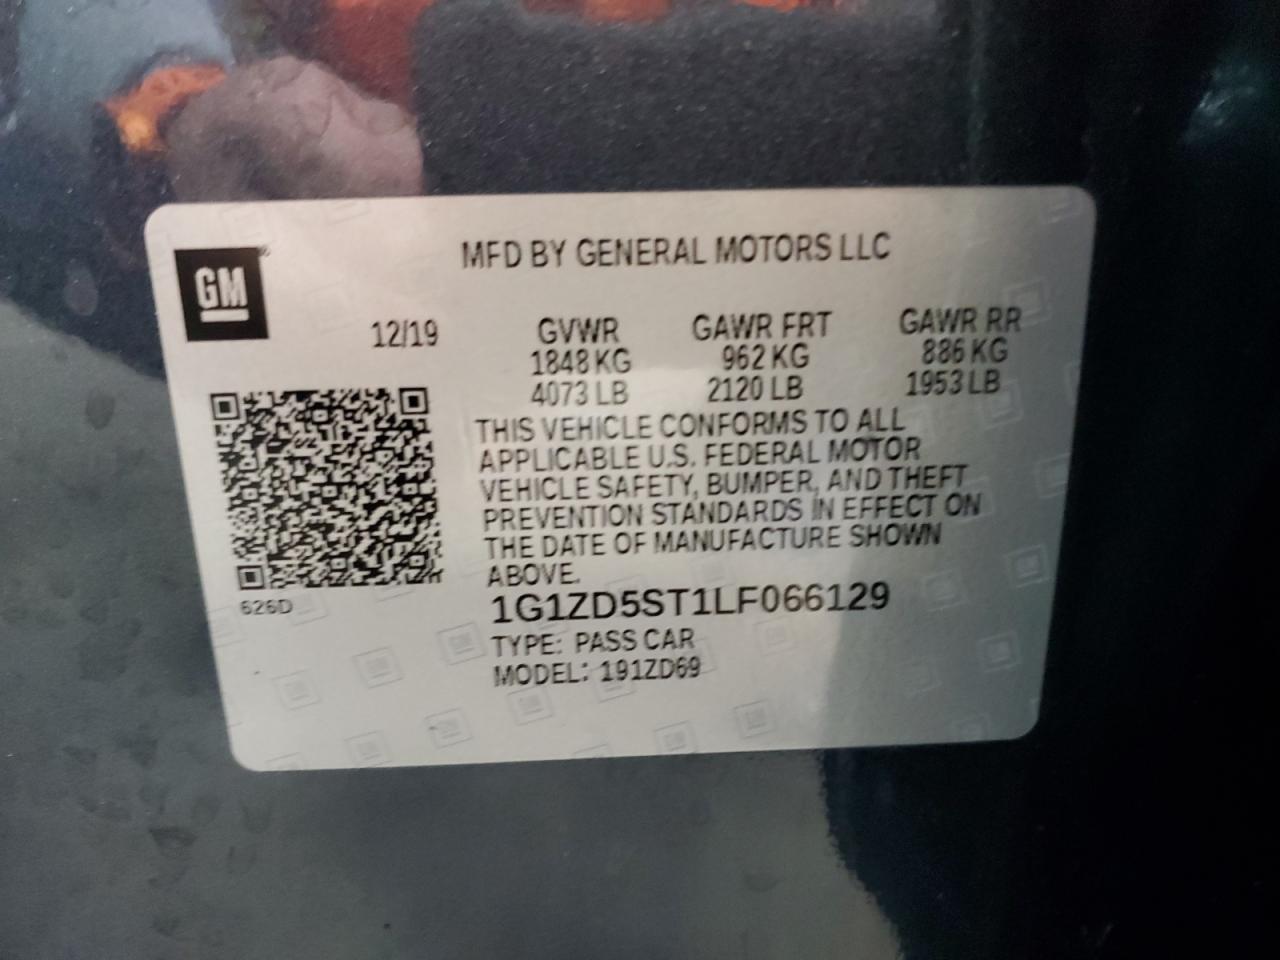 MFD BY GENERAL MOTORS LLC
GM
12/19
GVWR GAWR FRT GAWR RR
1848 KG 962 KG 886 KG
4073 LB 2120 LB 1953 LB
THIS VEHICLE CONFORMS TO ALL
APPLICABLE U.S. FEDERAL MOTOR
VEHICLE SAFETY, BUMPER, AND THEFT
PREVENTION STANDARDS IN EFFECT ON
THE DATE OF MANUFACTURE SHOWN
ABOVE.
626D
1G1ZD5ST1LF066129
TYPE: PASS CAR
MODEL: 191ZD69